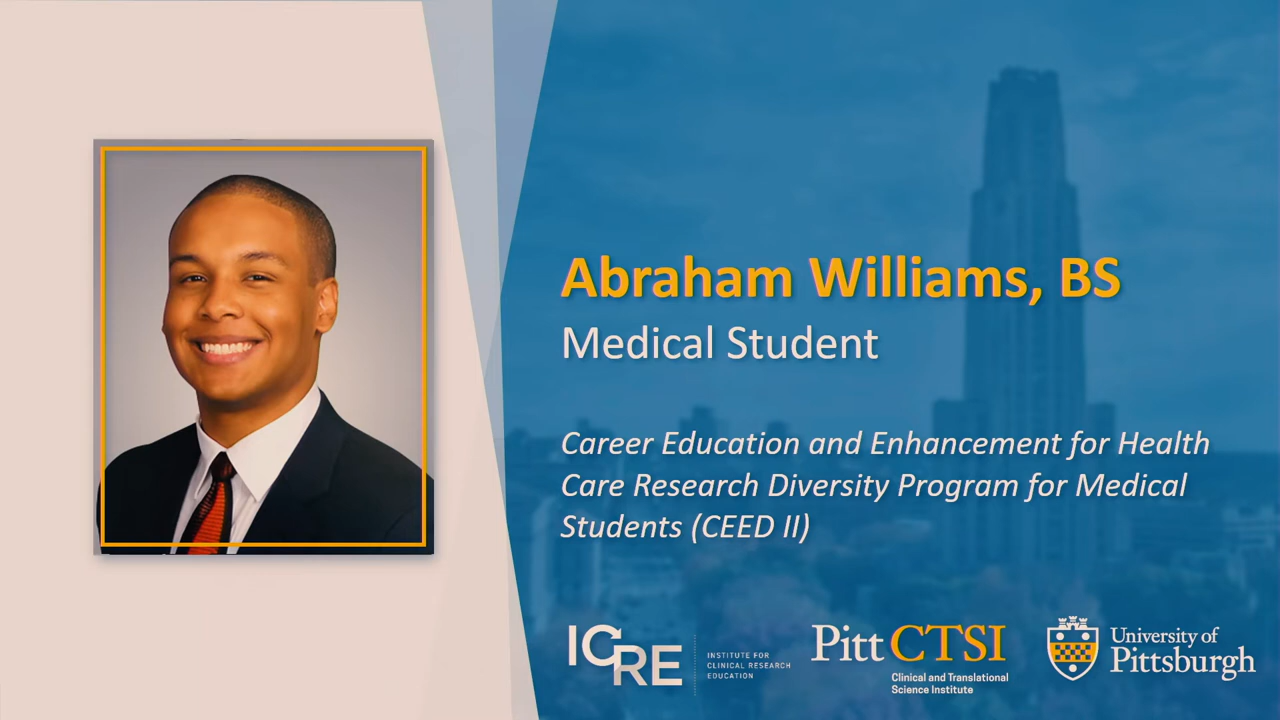 Abraham Williams, BS
Medical Student
Career Education and Enhancement for Health
Care Research Diversity Program for Medical
Students (CEED II)
ICRE
INSTITUTE FOR
CLINICAL RESEARCH
EDUCATION
Pitt CTSI
Clinical and Translational
Science Institute
University of
Pittsburgh